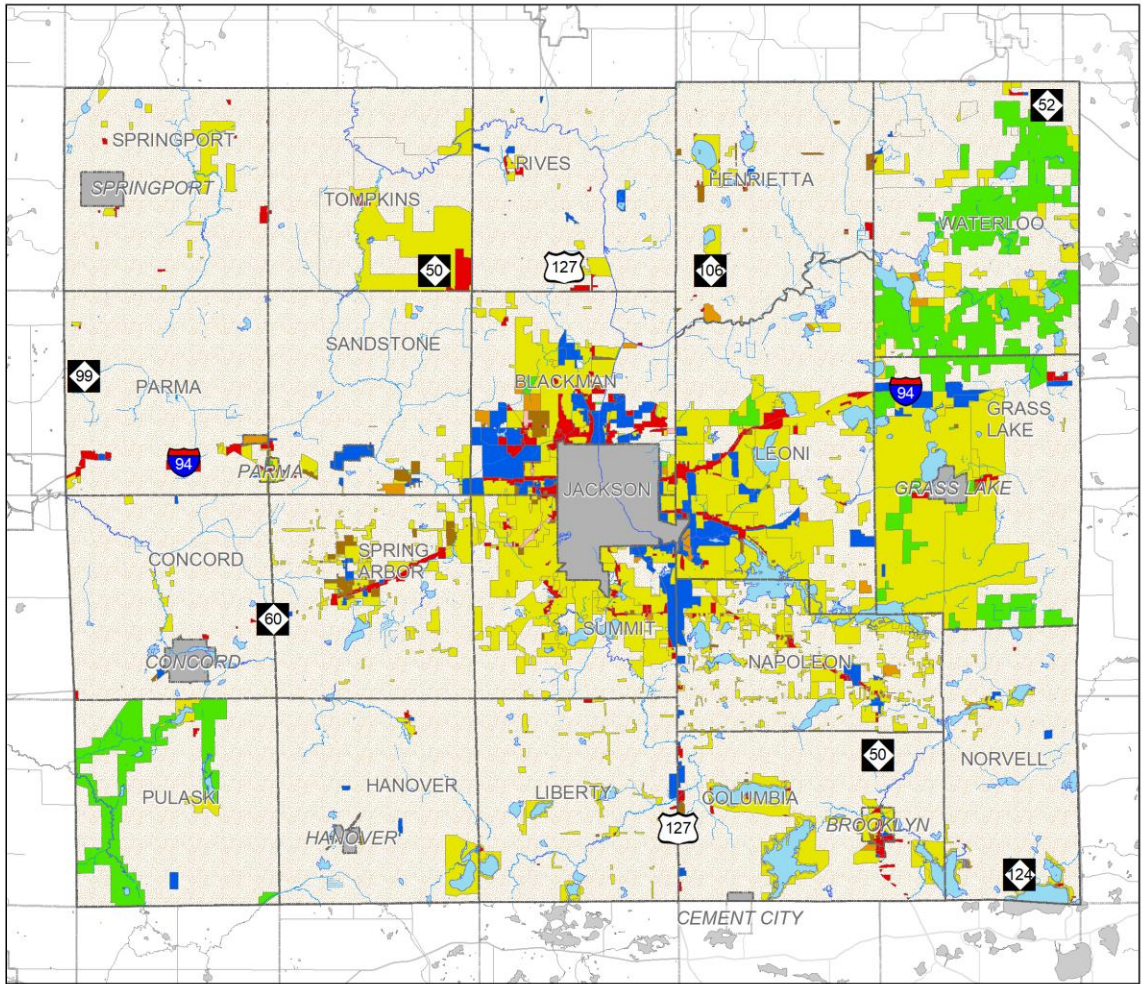 52
SPRINGPORT
RIVES
SPRINGPORT
TOMPKINS
HENRIETTA
WATERLOO
50
127
106
SANDSTONE
99
PARMA
BLACKMAN
94
GRASS
LAKE
LEONI
94
PARMA
JACKSON
GRASS LAKE
CONCORD
SPRING
ARBOR
60
SUMMIT
CONCORD
NAPOLEON
50
NORVELL
PULASKI
HANOVER
LIBERTY
COLUMBIA
HANOVER
127
BROOKLYN
124
CEMENT CITY